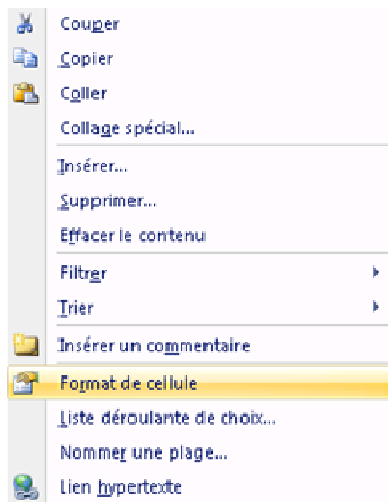 Couper
Copier
Coller
Collage spécial...
Insérer...
Supprimer...
Effacer le contenu
Filtrer
Trier
Insérer un commentaire
Format de cellule
Liste déroulante de choix...
Nommer une plage...
Lien hypertexte